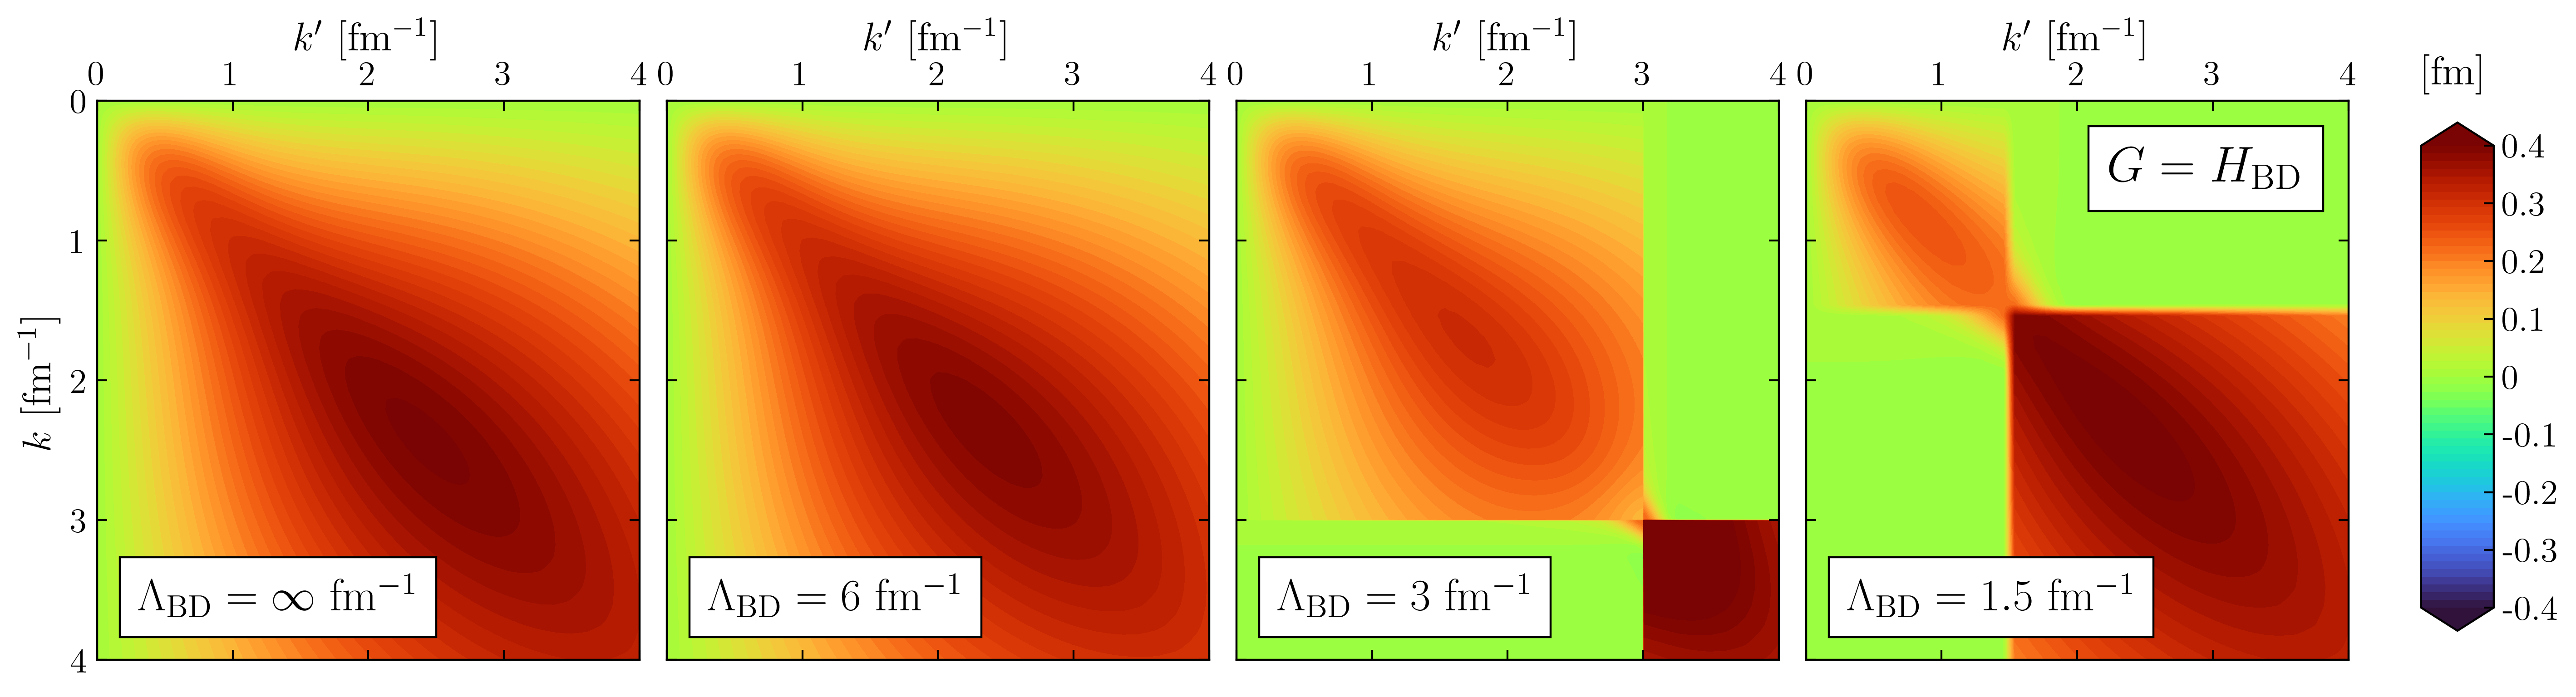 k′ [fm⁻¹] k′ [fm⁻¹] k′ [fm⁻¹] k′ [fm⁻¹]
0 1 2 3 4 0 1 2 3 4 0 1 2 3 4 0 1 2 3 4
[fm]
k [fm⁻¹]
0
1
2
3
4
G = H_BD
Λ_BD = ∞ fm⁻¹
Λ_BD = 6 fm⁻¹
Λ_BD = 3 fm⁻¹
Λ_BD = 1.5 fm⁻¹
0.4
0.3
0.2
0.1
0
-0.1
-0.2
-0.3
-0.4